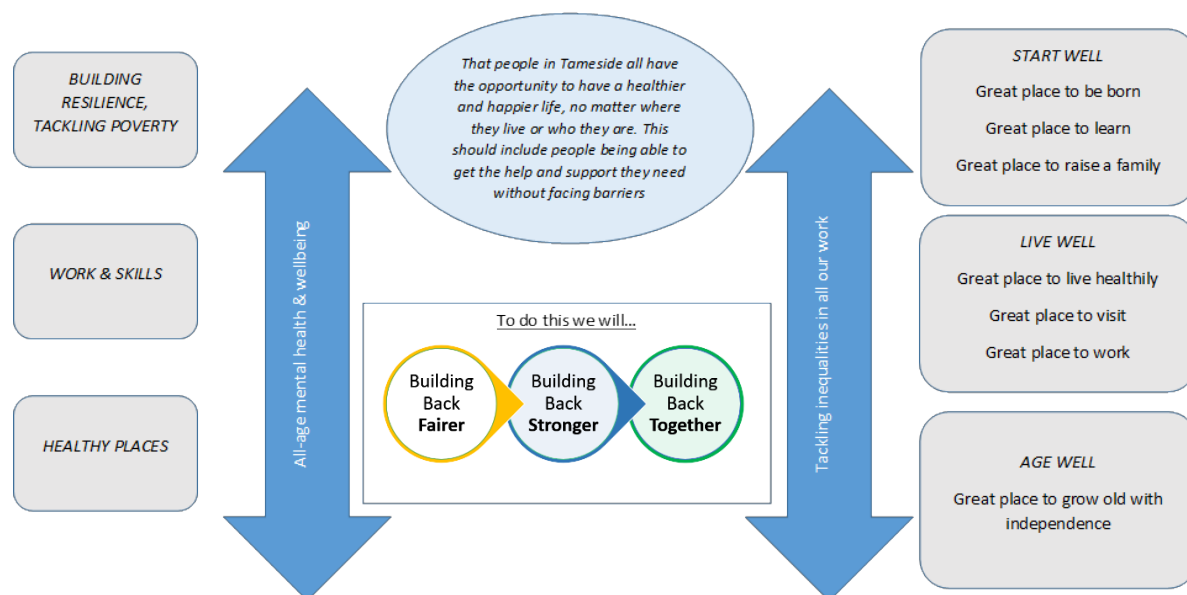 BUILDING
RESILIENCE,
TACKLING POVERTY
WORK & SKILLS
HEALTHY PLACES
All-age mental health & wellbeing
That people in Tameside all have
the opportunity to have a healthier
and happier life, no matter where
they live or who they are. This
should include people being able to
get the help and support they need
without facing barriers
To do this we will...
Building
Back
Fairer
Building
Back
Stronger
Building
Back
Together
Tackling inequalities in all our work
START WELL
Great place to be born
Great place to learn
Great place to raise a family
LIVE WELL
Great place to live healthily
Great place to visit
Great place to work
AGE WELL
Great place to grow old with
independence